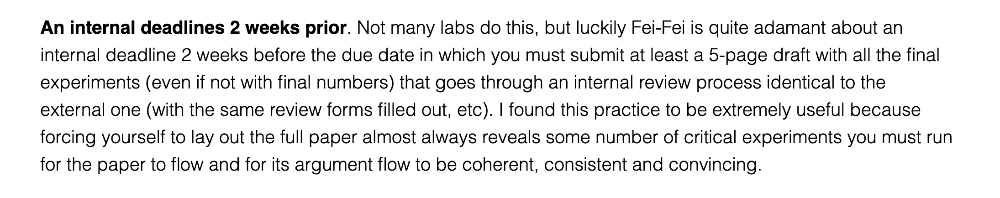 An internal deadlines 2 weeks prior. Not many labs do this, but luckily Fei-Fei is quite adamant about an
internal deadline 2 weeks before the due date in which you must submit at least a 5-page draft with all the final
experiments (even if not with final numbers) that goes through an internal review process identical to the
external one (with the same review forms filled out, etc). I found this practice to be extremely useful because
forcing yourself to lay out the full paper almost always reveals some number of critical experiments you must run
for the paper to flow and for its argument flow to be coherent, consistent and convincing.